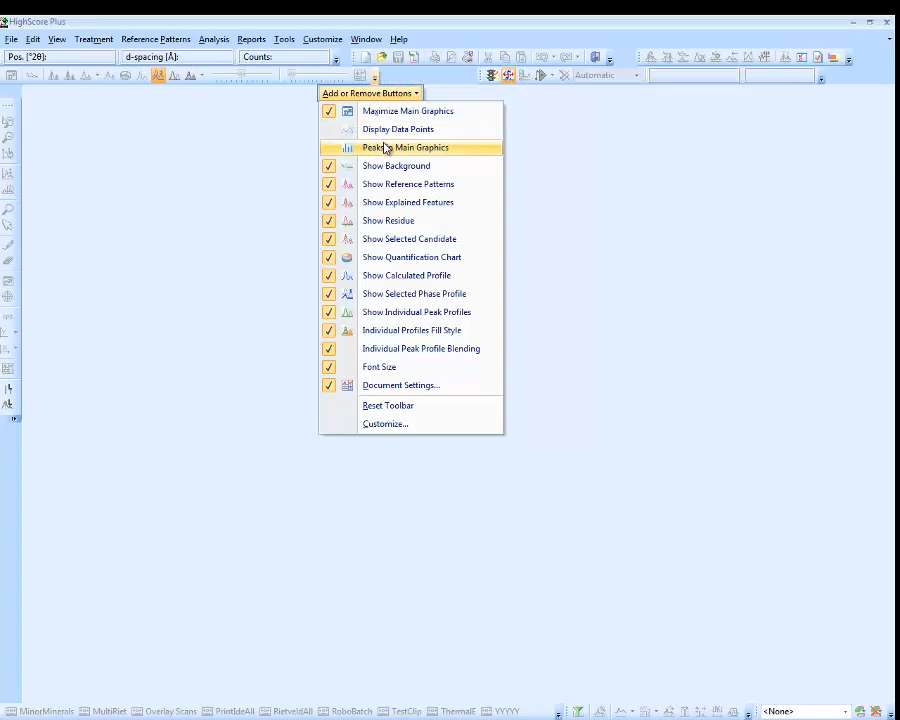 HighScore Plus
File Edit View Treatment Reference Patterns Analysis Reports Tools Customize Window Help
Pos. [°2θ]: d-spacing [Å]: Counts:
Automatic
Add or Remove Buttons
Maximize Main Graphics
Display Data Points
Peaks in Main Graphics
Show Background
Show Reference Patterns
Show Explained Features
Show Residue
Show Selected Candidate
Show Quantification Chart
Show Calculated Profile
Show Selected Phase Profile
Show Individual Peak Profiles
Individual Profiles Fill Style
Individual Peak Profile Blending
Font Size
Document Settings...
Reset Toolbar
Customize...
MinorMinerals MultiRiet Overlay Scans PrintIdeAll RietveldAll RoboBatch TestClip ThermalE YYYYY <None>